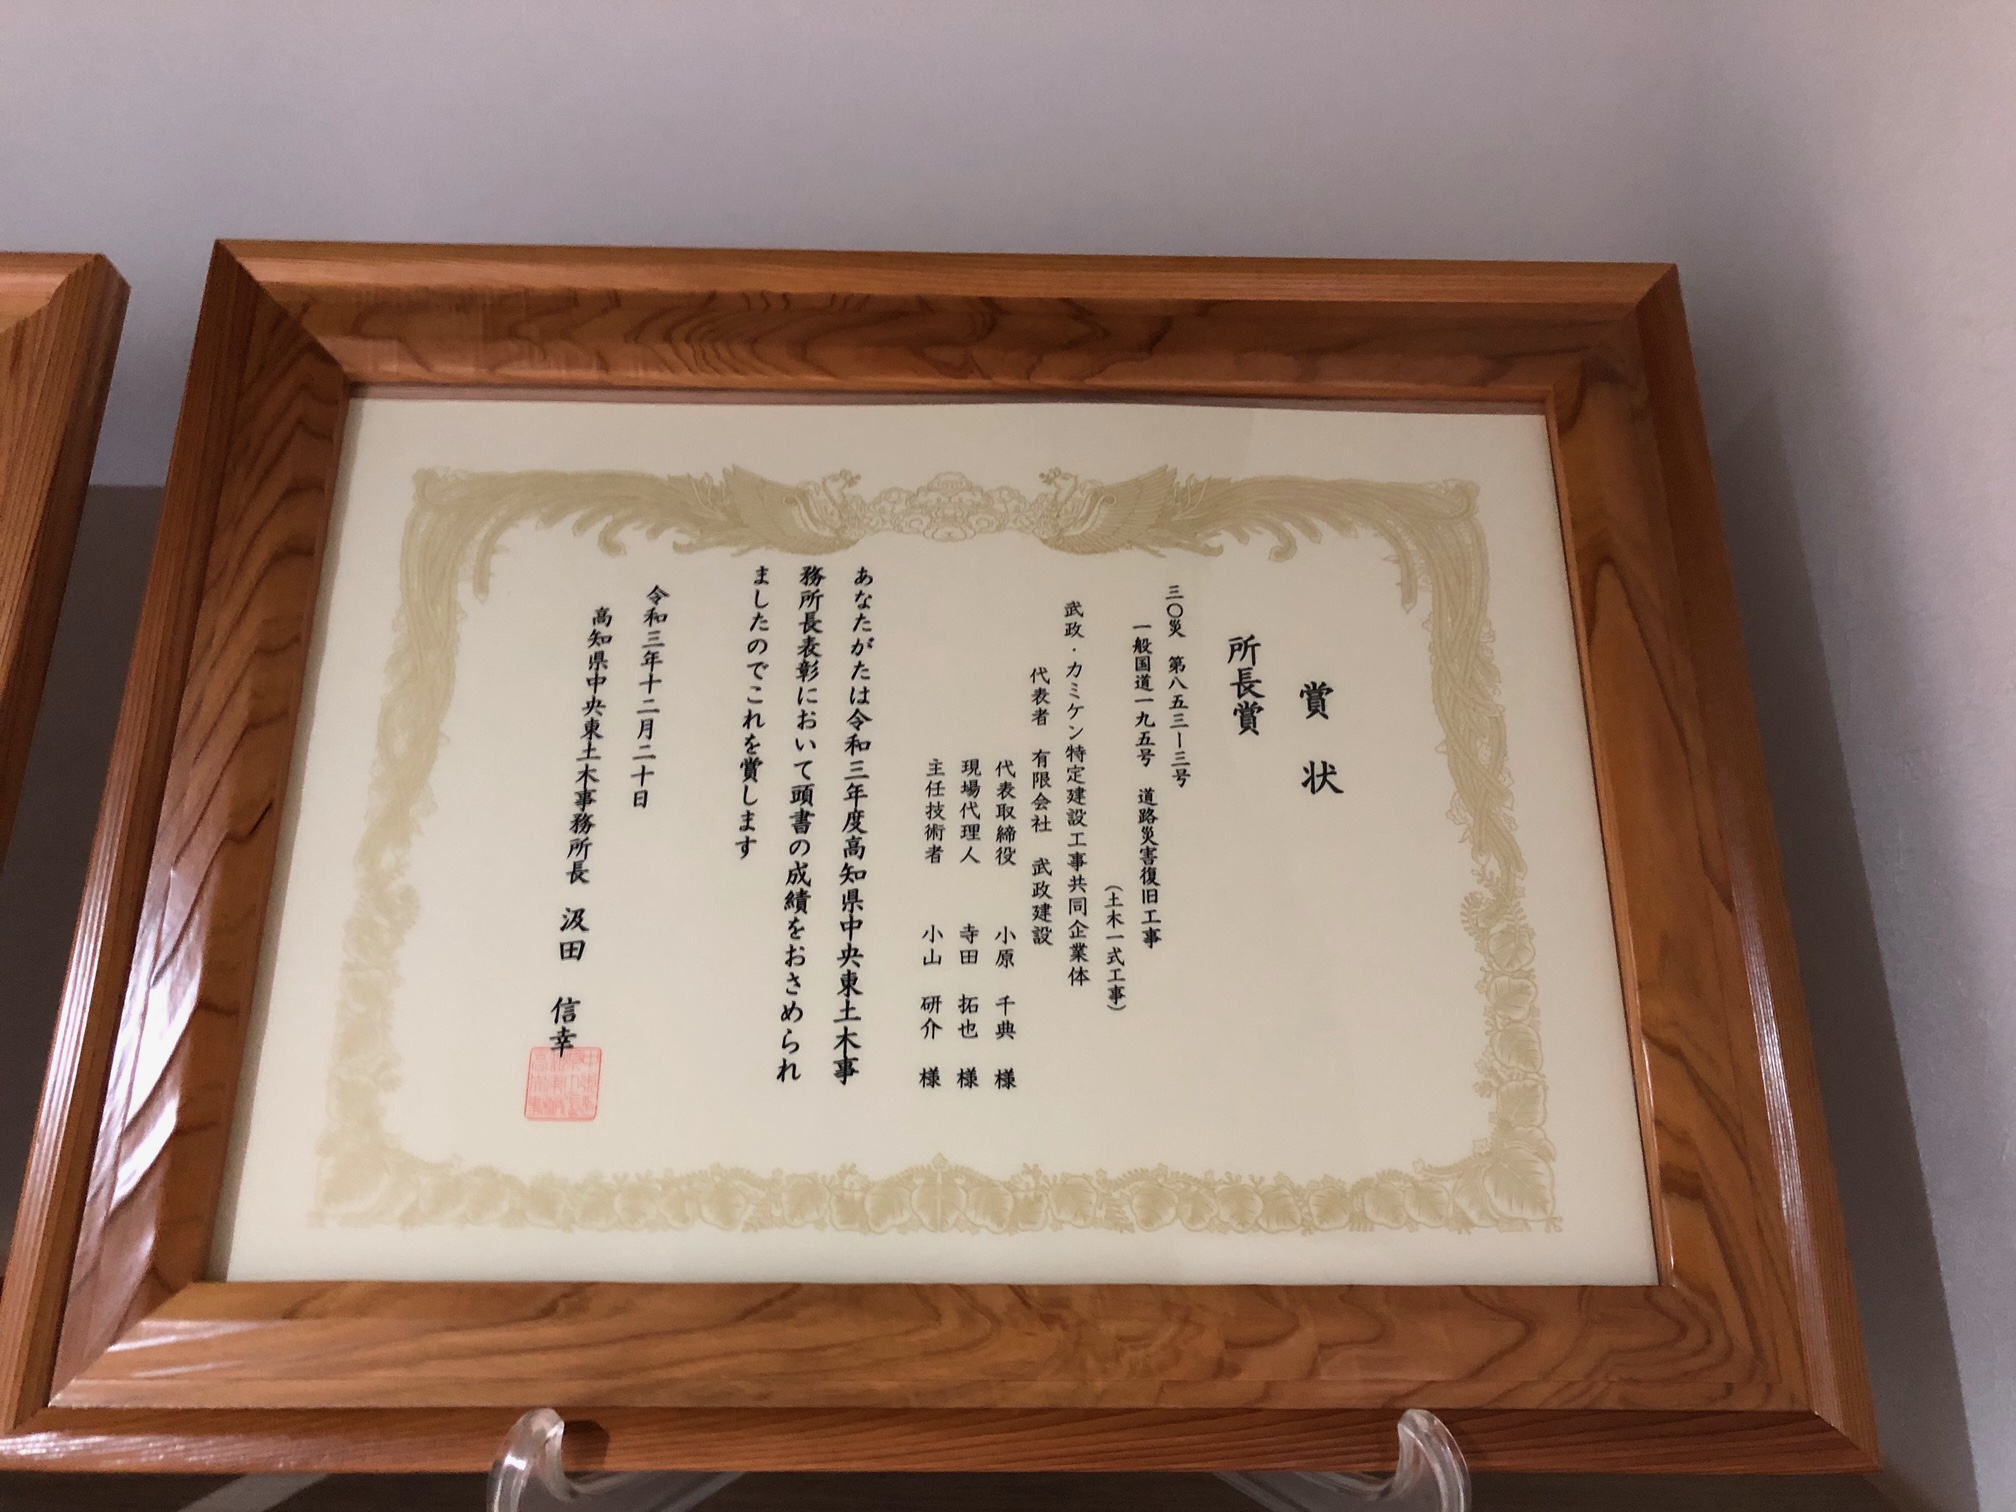 賞状
所長賞
三〇災 第八五三ー三号
一般国道一九五号 道路災害復旧工事
(土木一式工事)
武政・カミケン特定建設工事共同企業体
代表者 有限会社 武政建設
代表取締役 小原 千典 様
現場代理人 寺田 拓也 様
主任技術者 小山 研介 様
あなたがたは令和三年度高知県中央東土木事
務所長表彰において頭書の成績をおさめられ
ましたのでこれを賞します
令和三年十二月二十日
高知県中央東土木事務所長 汲田 信幸